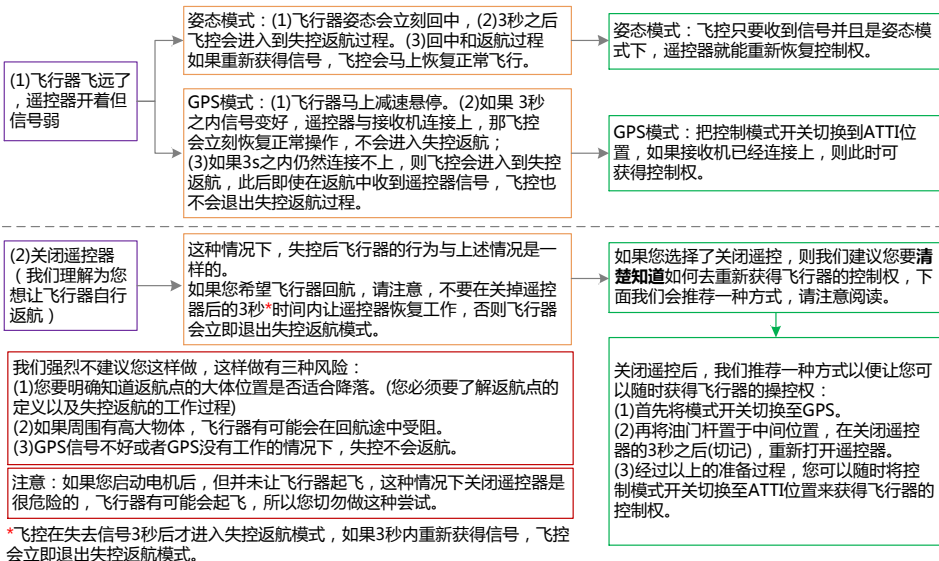 (1)飞行器飞远了
，遥控器开着但
信号弱
姿态模式：(1)飞行器姿态会立刻回中，(2)3秒之后
飞控会进入到失控返航过程。(3)回中和返航过程
如果重新获得信号，飞控会马上恢复正常飞行。
姿态模式：飞控只要收到信号并且是姿态模
式下，遥控器就能重新恢复控制权。
GPS模式：(1)飞行器马上减速悬停。(2)如果 3秒
之内信号变好，遥控器与接收机连接上，那飞控
会立刻恢复正常操作，不会进入失控返航；
(3)如果3s之内仍然连接不上，则飞控会进入到失控
返航，此后即使在返航中收到遥控器信号，飞控也
不会退出失控返航过程。
GPS模式：把控制模式开关切换到ATTI位
置，如果接收机已经连接上，则此时可
获得控制权。
(2)关闭遥控器
（我们理解为您
想让飞行器自行
返航）
这种情况下，失控后飞行器的行为与上述情况是一
样的。
如果您希望飞行器回航，请注意，不要在关掉遥控
器后的3秒*时间内让遥控器恢复工作，否则飞行器
会立即退出失控返航模式。
如果您选择了关闭遥控，则我们建议您要清
楚知道如何去重新获得飞行器的控制权，下
面我们会推荐一种方式，请注意阅读。
我们强烈不建议您这样做，这样做有三种风险：
(1)您要明确知道返航点的大体位置是否适合降落。(您必须要了解返航点的
定义以及失控返航的工作过程)
(2)如果周围有高大物体，飞行器有可能会在回航途中受阻。
(3)GPS信号不好或者GPS没有工作的情况下，失控不会返航。
注意：如果您启动电机后，但并未让飞行器起飞，这种情况下关闭遥控器是
很危险的，飞行器有可能会起飞，所以您切勿做这种尝试。
*飞控在失去信号3秒后才进入失控返航模式，如果3秒内重新获得信号，飞控
会立即退出失控返航模式。
关闭遥控后，我们推荐一种方式以便让您可
以随时获得飞行器的操控权：
(1)首先将模式开关切换至GPS。
(2)再将油门杆置于中间位置，在关闭遥控
器的3秒之后(切记)，重新打开遥控器。
(3)经过以上的准备过程，您可以随时将控
制模式开关切换至ATTI位置来获得飞行器的
控制权。